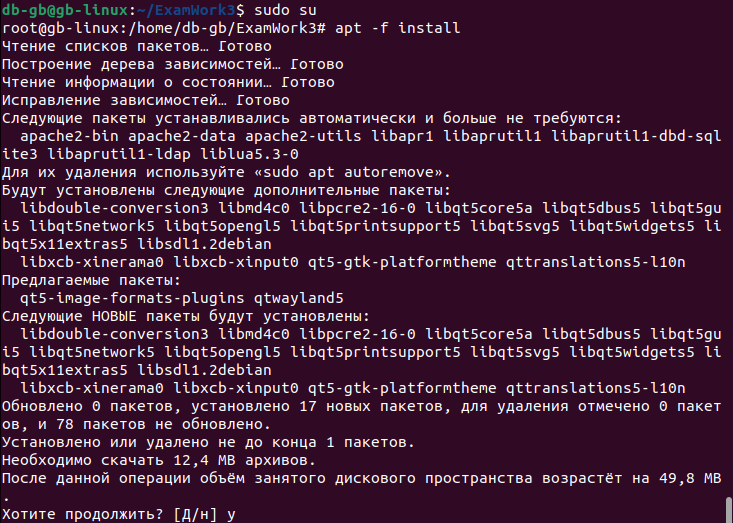 db-gb@gb-linux:~/ExamWork3$ sudo su
root@gb-linux:/home/db-gb/ExamWork3# apt -f install
Чтение списков пакетов… Готово
Построение дерева зависимостей… Готово
Чтение информации о состоянии… Готово
Исправление зависимостей… Готово
Следующие пакеты устанавливались автоматически и больше не требуются:
  apache2-bin apache2-data apache2-utils libapr1 libaprutil1 libaprutil1-dbd-sql
ite3 libaprutil1-ldap liblua5.3-0
Для их удаления используйте «sudo apt autoremove».
Будут установлены следующие дополнительные пакеты:
  libdouble-conversion3 libmd4c0 libpcre2-16-0 libqt5core5a libqt5dbus5 libqt5gu
i5 libqt5network5 libqt5opengl5 libqt5printsupport5 libqt5svg5 libqt5widgets5 li
bqt5x11extras5 libsdl1.2debian
  libxcb-xinerama0 libxcb-xinput0 qt5-gtk-platformtheme qttranslations5-l10n
Предлагаемые пакеты:
  qt5-image-formats-plugins qtwayland5
Следующие НОВЫЕ пакеты будут установлены:
  libdouble-conversion3 libmd4c0 libpcre2-16-0 libqt5core5a libqt5dbus5 libqt5gu
i5 libqt5network5 libqt5opengl5 libqt5printsupport5 libqt5svg5 libqt5widgets5 li
bqt5x11extras5 libsdl1.2debian
  libxcb-xinerama0 libxcb-xinput0 qt5-gtk-platformtheme qttranslations5-l10n
Обновлено 0 пакетов, установлено 17 новых пакетов, для удаления отмечено 0 пакет
ов, и 78 пакетов не обновлено.
Установлено или удалено не до конца 1 пакетов.
Необходимо скачать 12,4 MB архивов.
После данной операции объём занятого дискового пространства возрастёт на 49,8 MB
.
Хотите продолжить? [Д/н] y